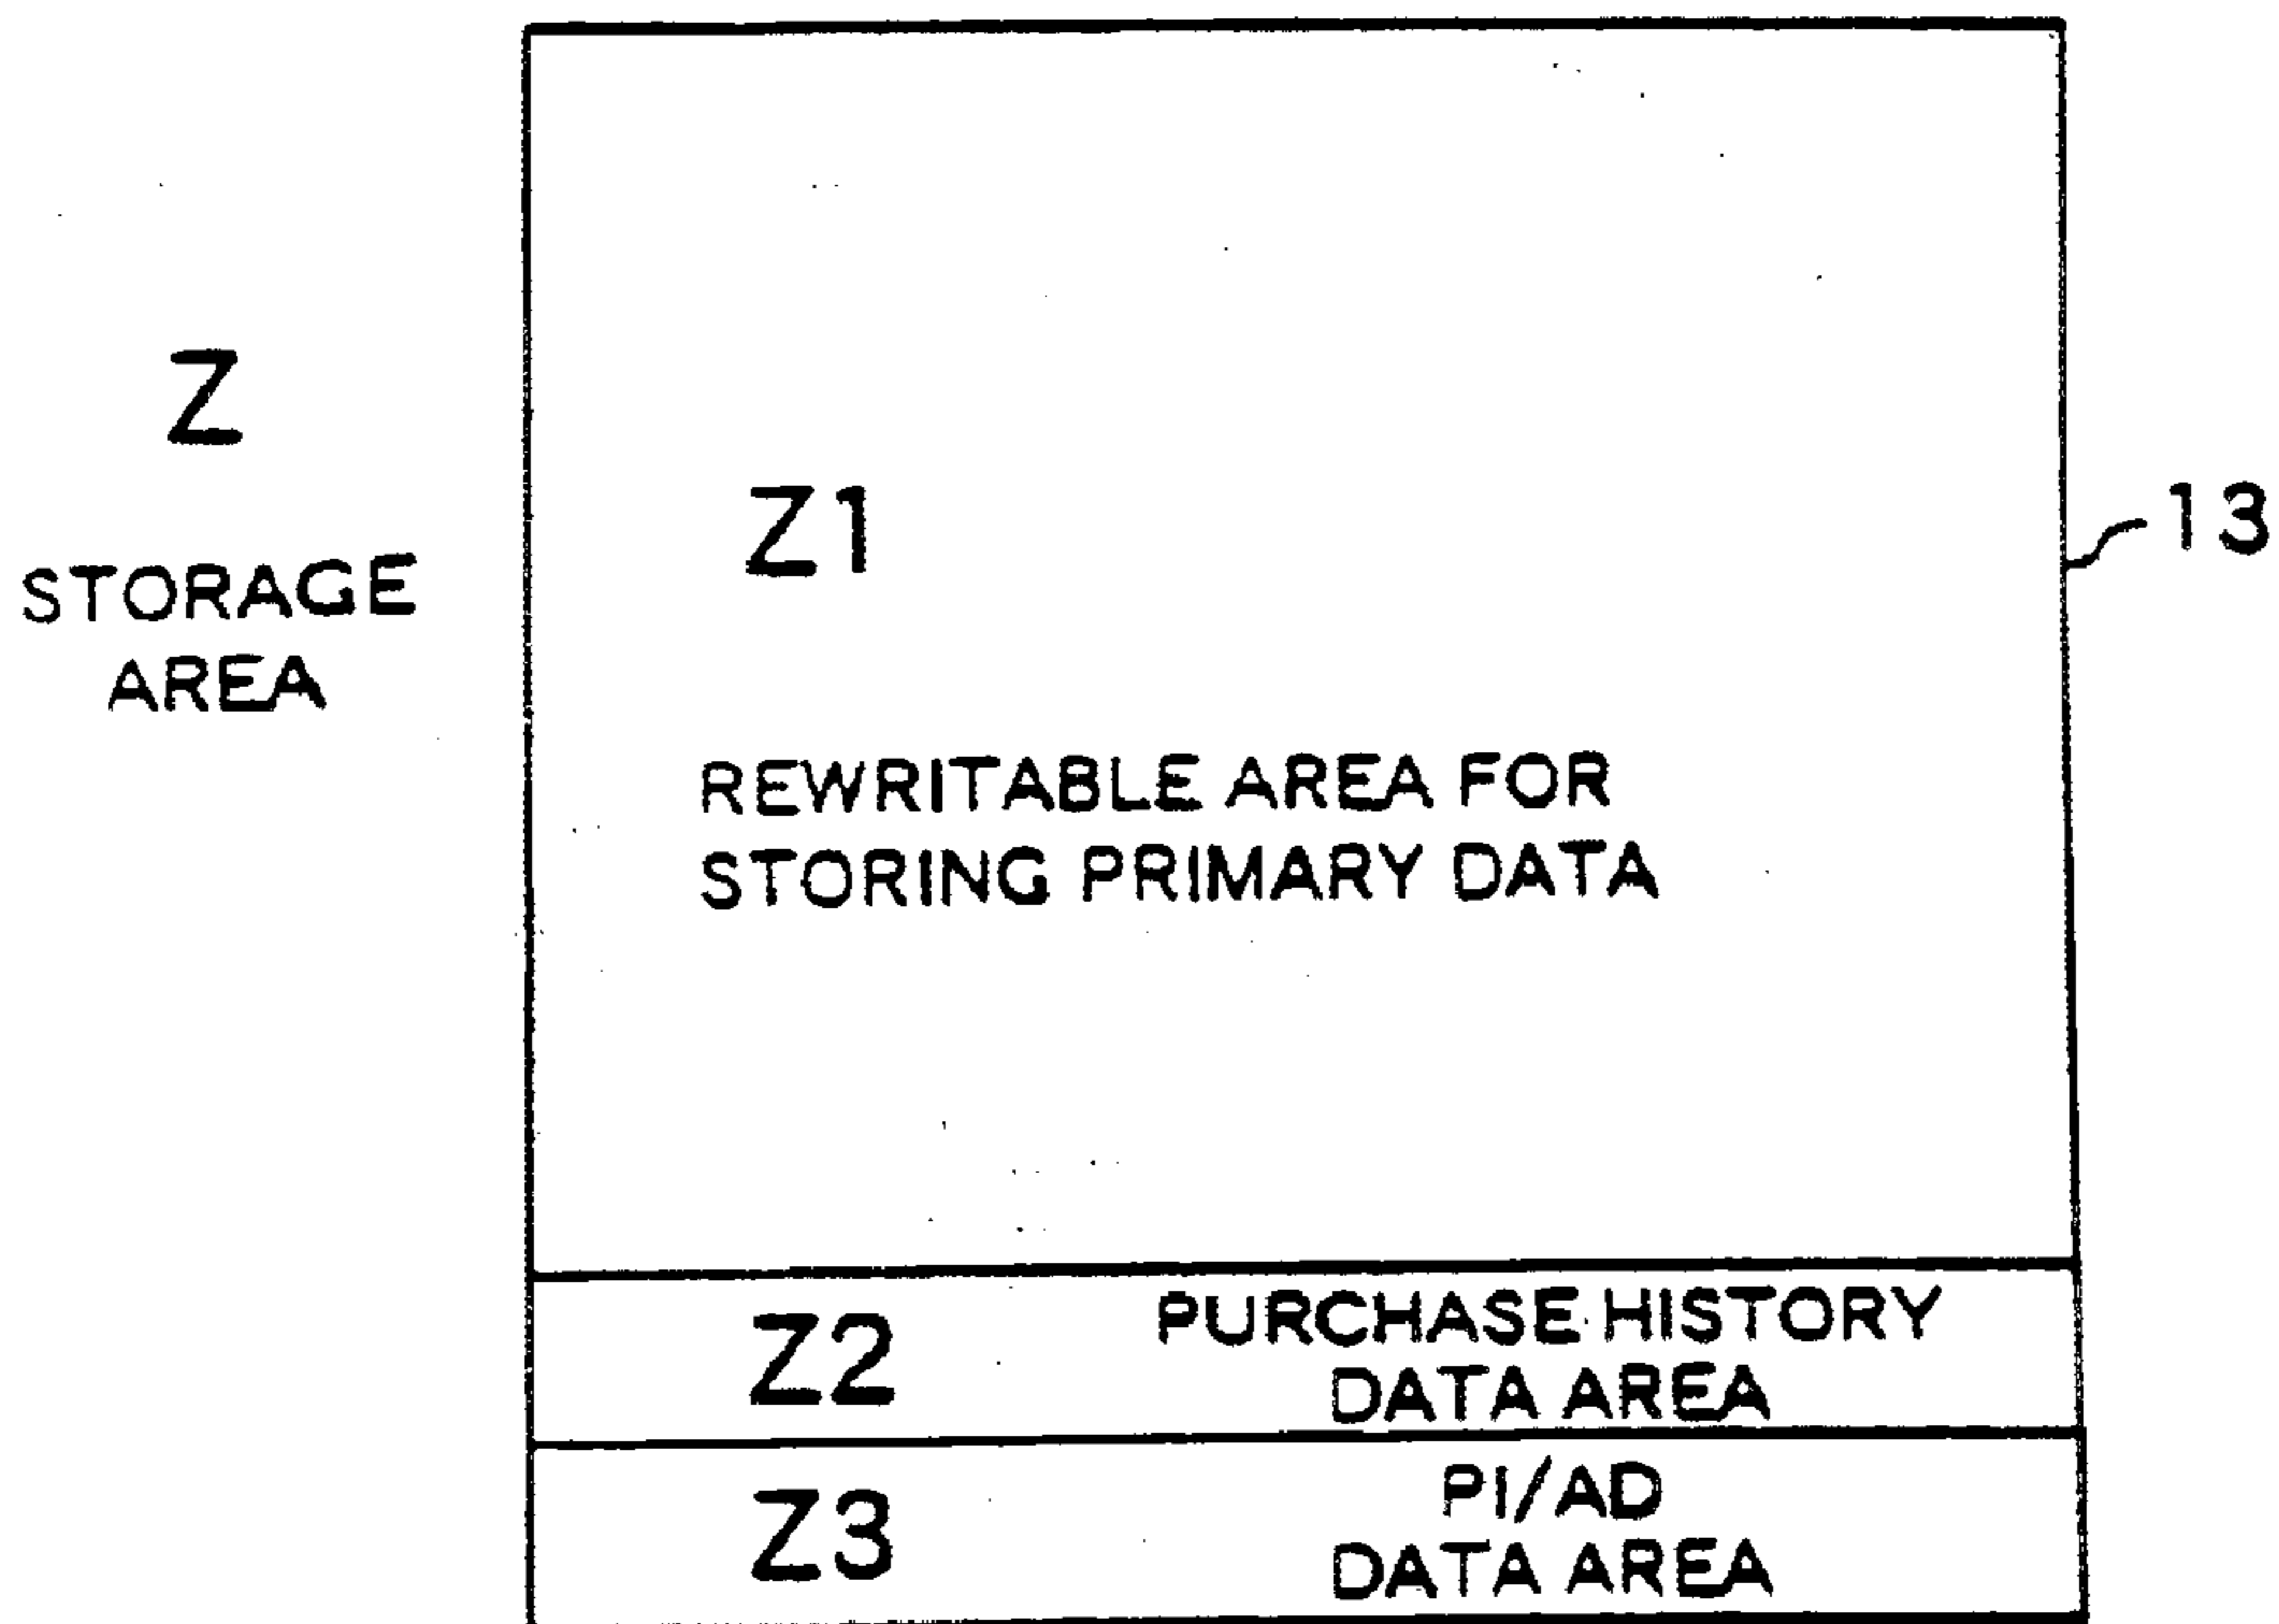 Z
STORAGE
AREA
Z1
13
REWRITABLE AREA FOR
STORING PRIMARY DATA
Z2
PURCHASE HISTORY
DATA AREA
Z3
PI/AD
DATA AREA